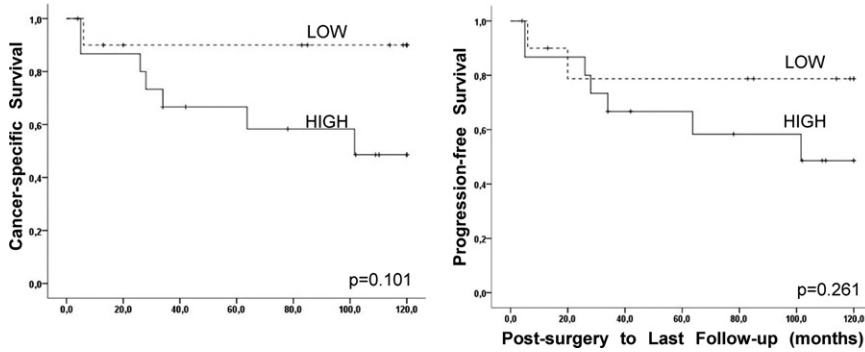 Cancer-specific Survival
1,0
0,8
0,6
0,4
0,2
0,0
LOW
HIGH
p=0.101
0,0 20,0 40,0 60,0 80,0 100,0 120,0
Progression-free Survival
1,0
0,8
0,6
0,4
0,2
0,0
LOW
HIGH
p=0.261
0,0 20,0 40,0 60,0 80,0 100,0 120,0
Post-surgery to Last Follow-up (months)